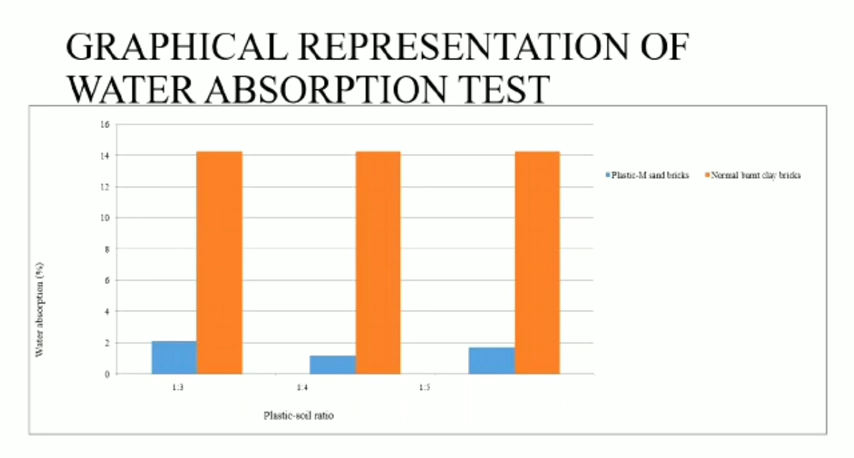 GRAPHICAL REPRESENTATION OF
WATER ABSORPTION TEST
16
14
12
10
8
6
4
2
0
Water absorption (%)
1:3 1:4 1:5
Plastic-soil ratio
Plastic-M sand bricks Normal burnt clay bricks